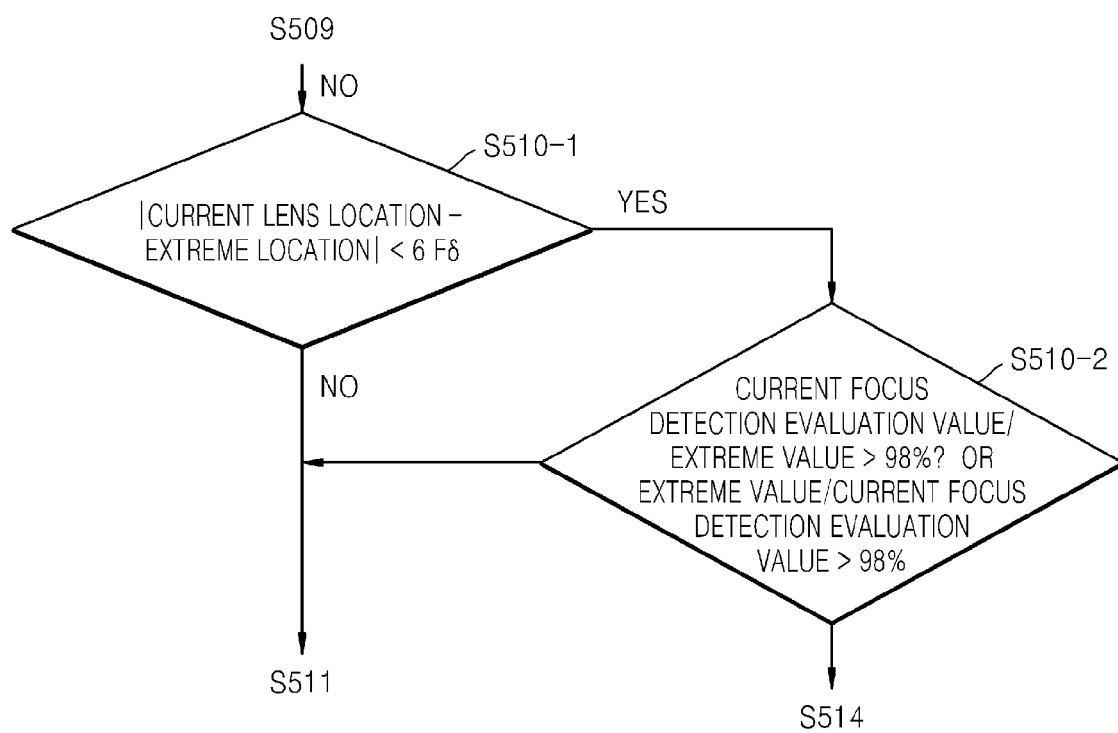 S509
NO
S510-1
|CURRENT LENS LOCATION –
EXTREME LOCATION| < 6 Fδ
YES
NO
S510-2
CURRENT FOCUS
DETECTION EVALUATION VALUE/
EXTREME VALUE > 98%? OR
EXTREME VALUE/CURRENT FOCUS
DETECTION EVALUATION
VALUE > 98%
S511
S514